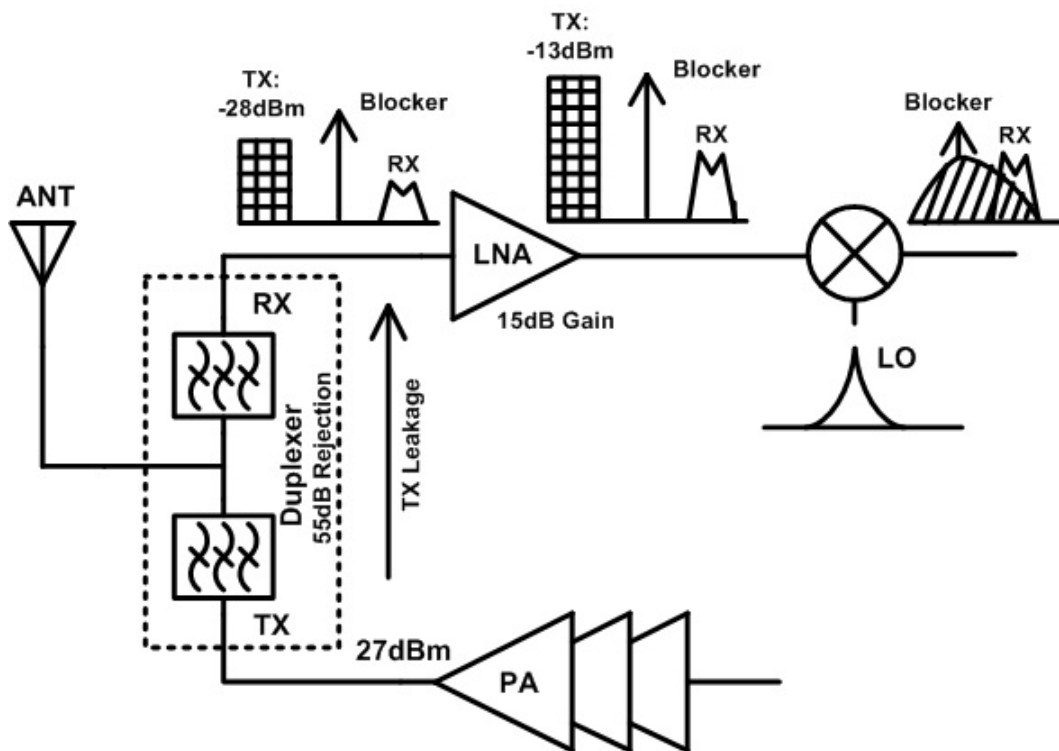 TX:
-28dBm
Blocker
RX
TX:
-13dBm
Blocker
RX
Blocker
RX
ANT
LNA
15dB Gain
RX
Duplexer
55dB Rejection
TX
TX Leakage
LO
27dBm
PA